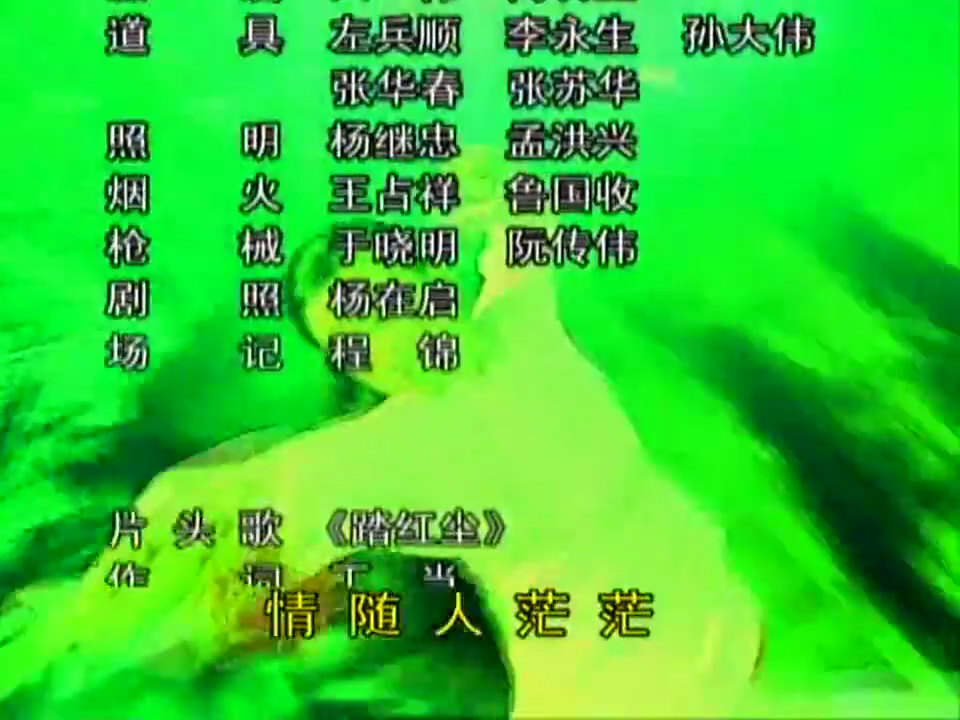 道具 左兵顺 李永生 孙大伟
张华春 张苏华
照明 杨继忠 孟洪兴
烟火 王占祥 鲁国收
枪械 于晓明 阮传伟
剧照 杨在启
场记 程锦
片头歌 《踏红尘》
作词
情随人茫茫